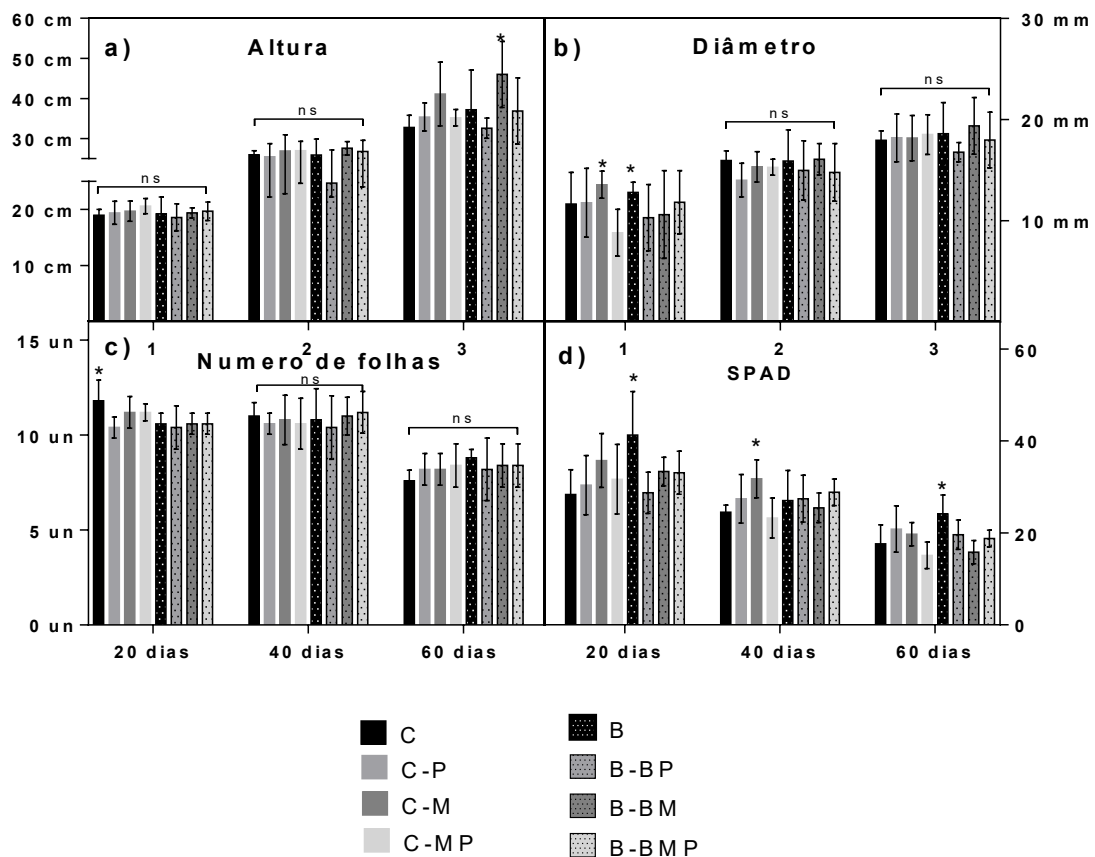 60 cm
50 cm
40 cm
30 cm
20 cm
10 cm
a) Altura
ns
ns
*
b) Diâmetro
* *
ns
ns
30 mm
20 mm
10 mm
1 2 3
1 2 3
15 un
10 un
5 un
0 un
c) Numero de folhas
*
ns
ns
d) SPAD
*
*
*
60
40
20
0
20 dias 40 dias 60 dias
20 dias 40 dias 60 dias
C
C-P
C-M
C-MP
B
B-BP
B-BM
B-BMP